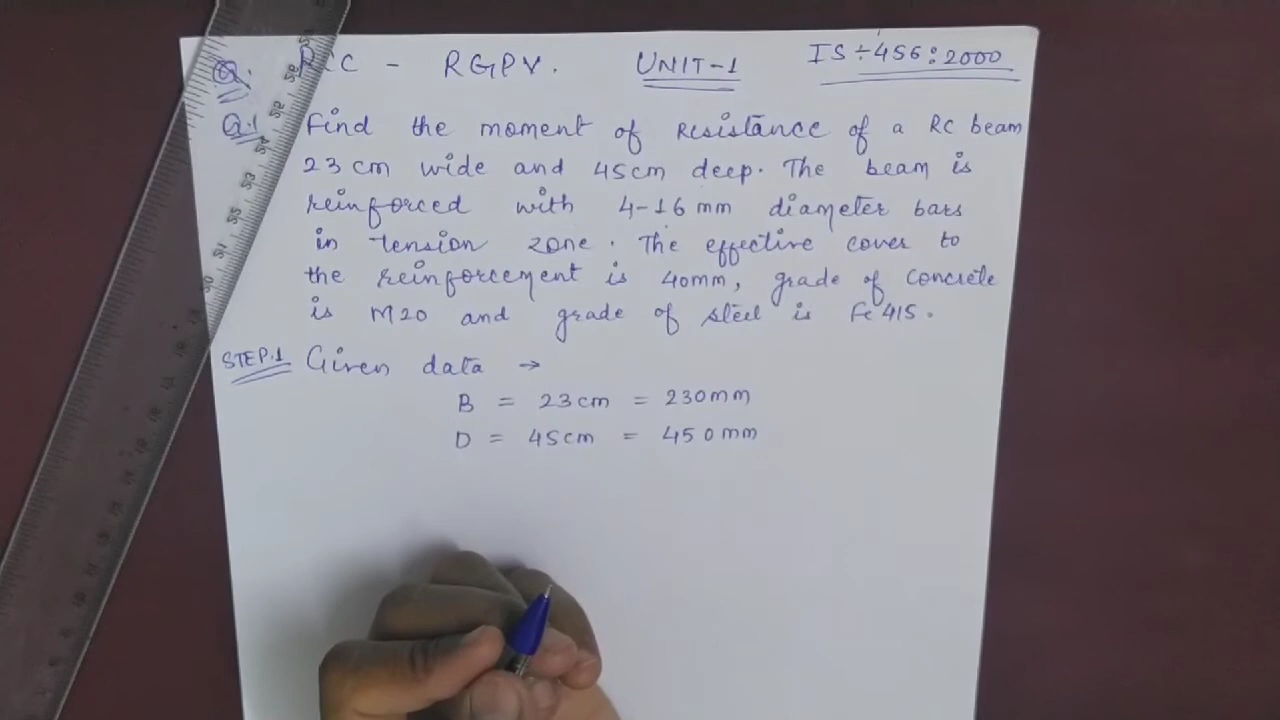 Q. RCC - RGPV. UNIT-1 IS÷456:2000
Q.1 Find the moment of resistance of a RC beam
23 cm wide and 45cm deep. The beam is
reinforced with 4-16 mm diameter bars
in tension zone. The effective cover to
the reinforcement is 40mm, grade of concrete
is M20 and grade of steel is Fe 415.
STEP.1 Given data →
B = 23cm = 230mm
D = 45cm = 450mm